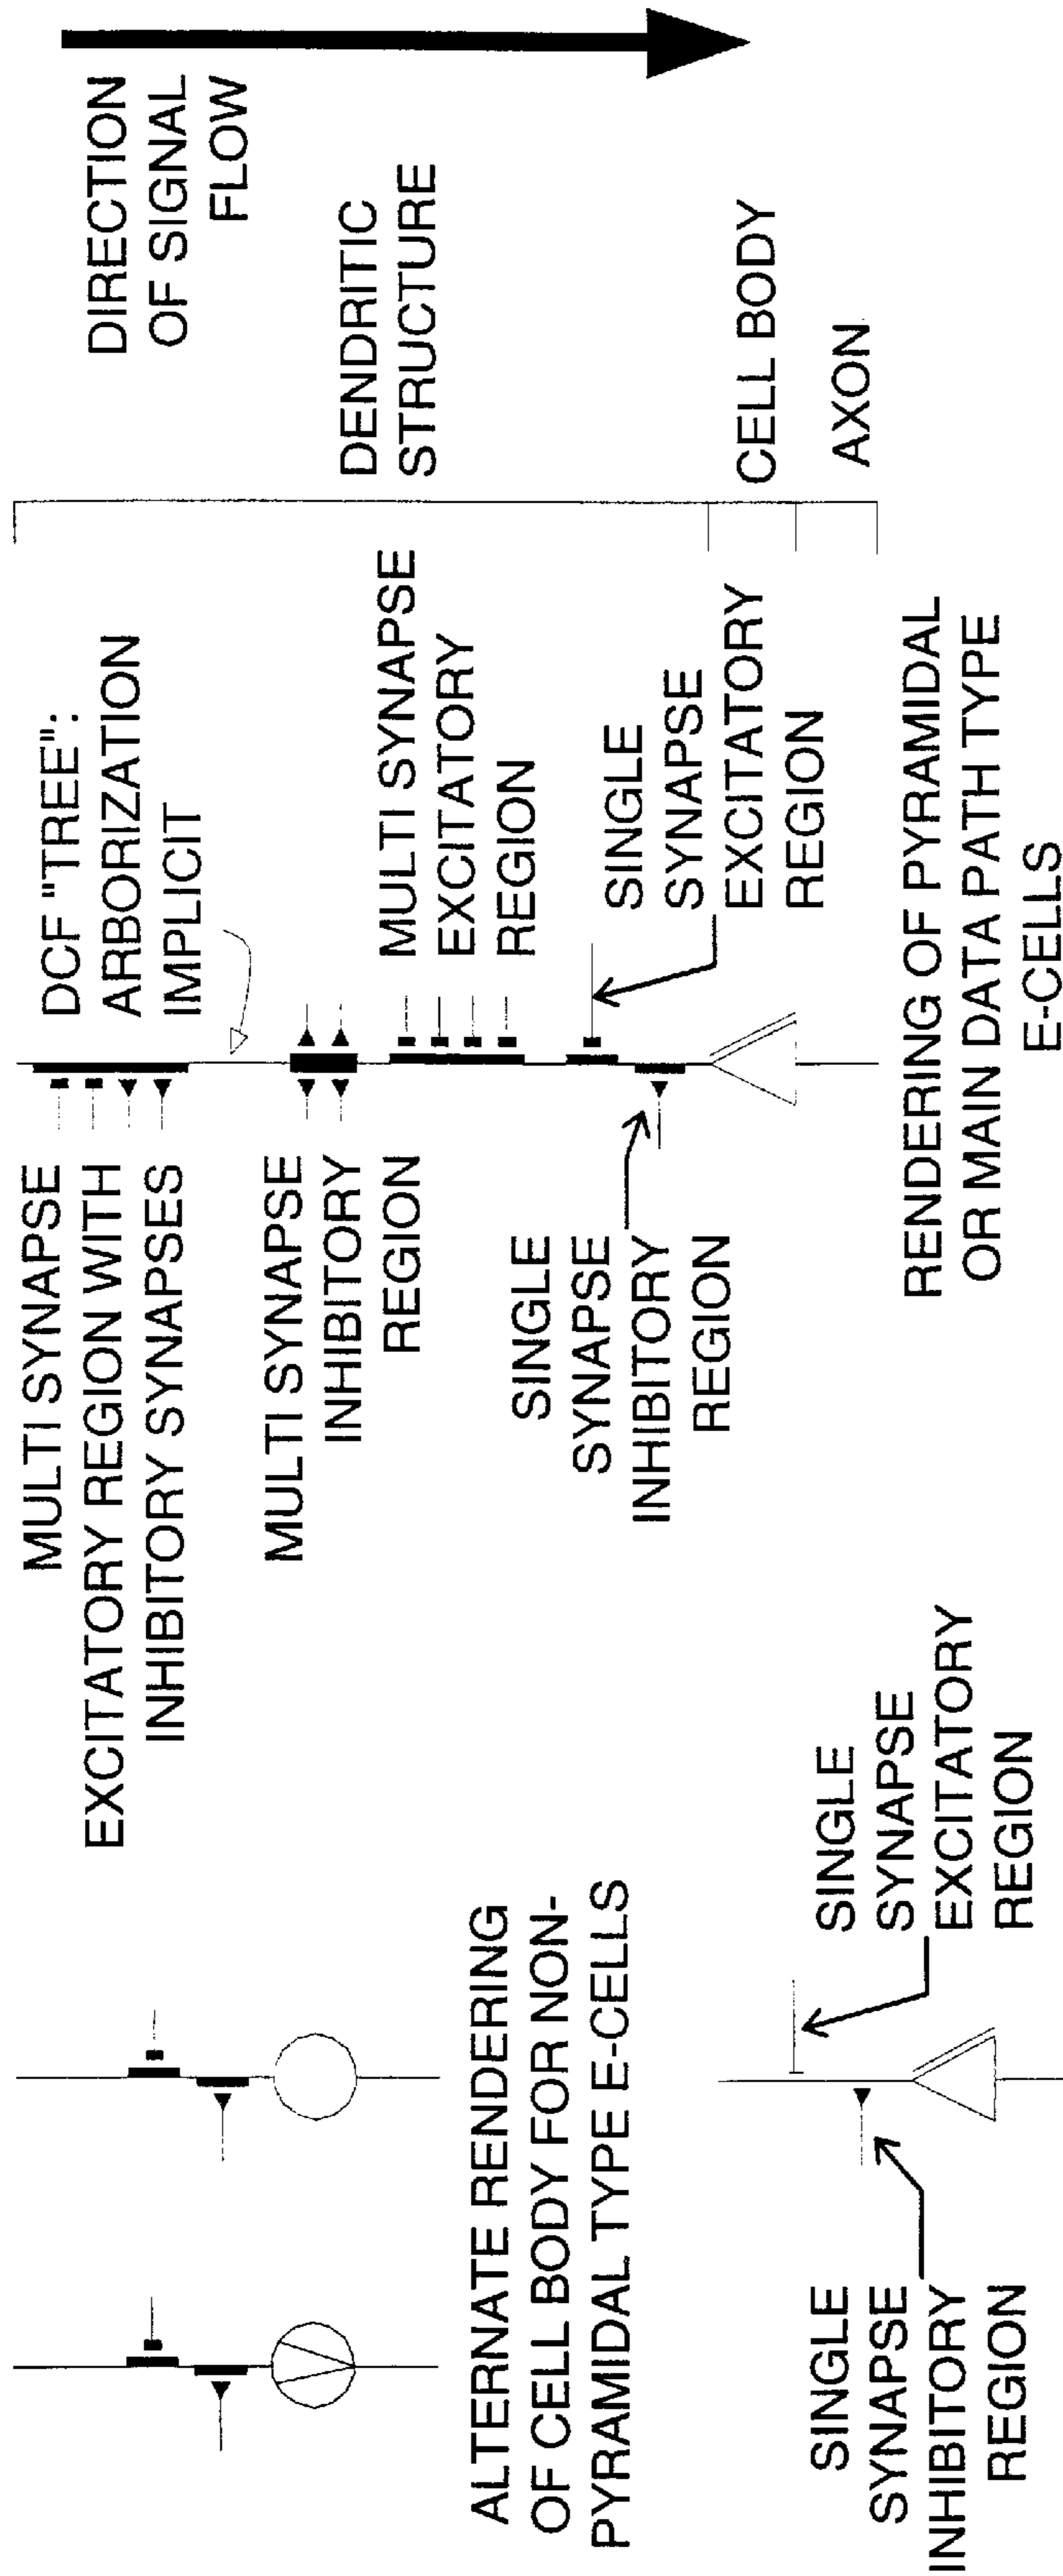 MULTI SYNAPSE
EXCITATORY REGION WITH
INHIBITORY SYNAPSES
DCF "TREE":
ARBORIZATION
IMPLICIT
DIRECTION
OF SIGNAL
FLOW
MULTI SYNAPSE
INHIBITORY
REGION
MULTI SYNAPSE
EXCITATORY
REGION
DENDRITIC
STRUCTURE
SINGLE
SYNAPSE
INHIBITORY
REGION
SINGLE
SYNAPSE
EXCITATORY
REGION
CELL BODY
AXON
RENDERING OF PYRAMIDAL
OR MAIN DATA PATH TYPE
E-CELLS
ALTERNATE RENDERING
OF CELL BODY FOR NON-
PYRAMIDAL TYPE E-CELLS
SINGLE
SYNAPSE
INHIBITORY
REGION
SINGLE
SYNAPSE
EXCITATORY
REGION